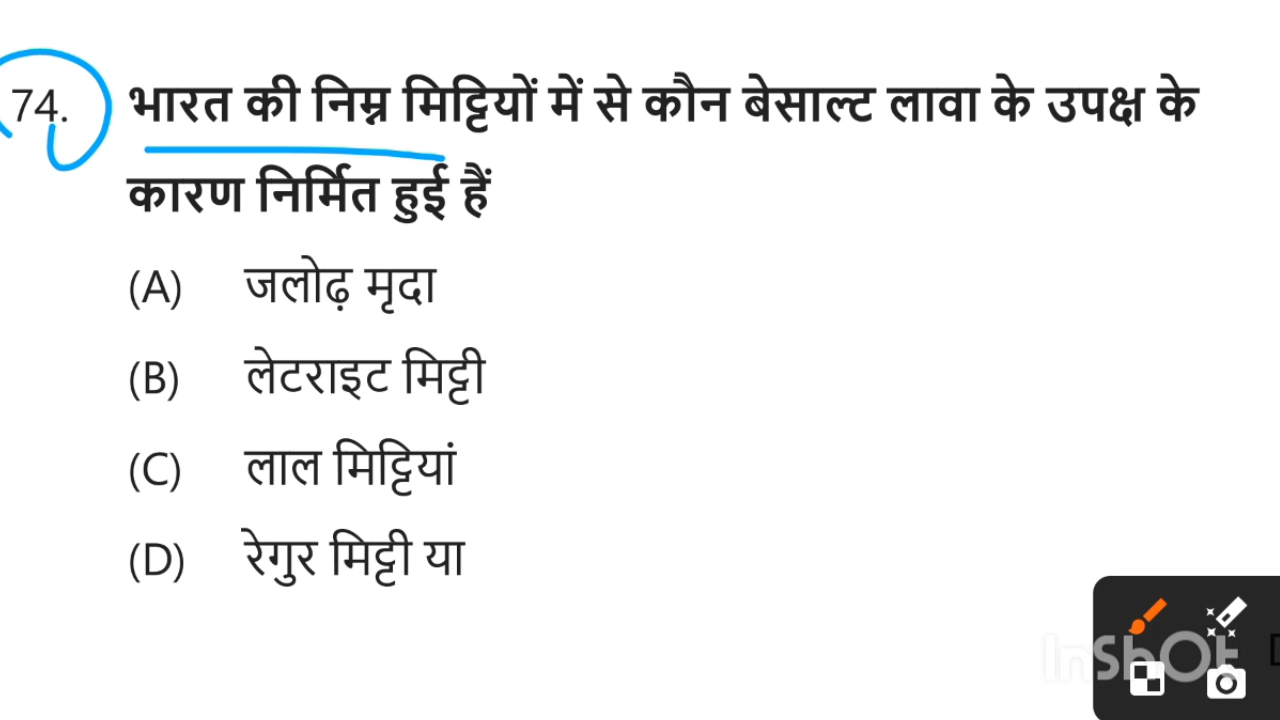 74. भारत की निम्न मिट्टियों में से कौन बेसाल्ट लावा के उपक्ष के
कारण निर्मित हुई हैं
(A) जलोढ़ मृदा
(B) लेटराइट मिट्टी
(C) लाल मिट्टियां
(D) रेगुर मिट्टी या
InShOt